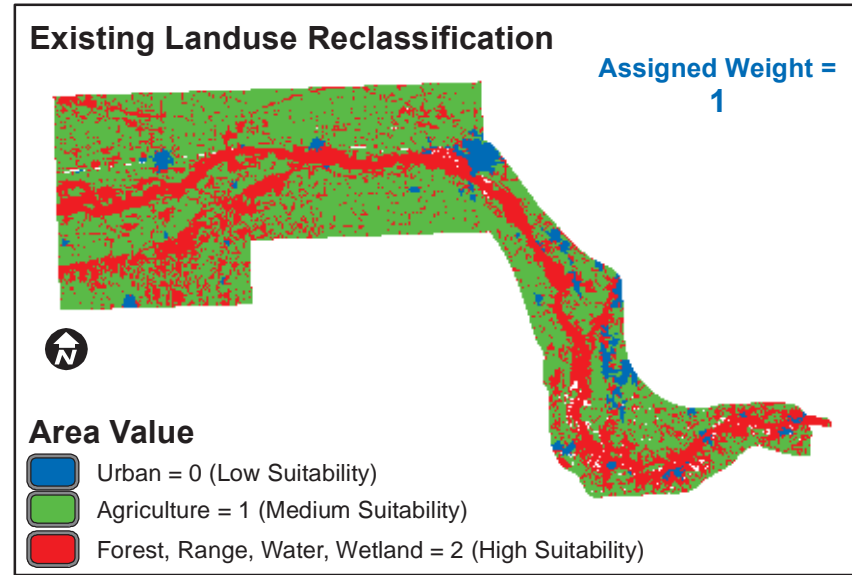 Existing Landuse Reclassification
Assigned Weight =
1
N
Area Value
Urban = 0 (Low Suitability)
Agriculture = 1 (Medium Suitability)
Forest, Range, Water, Wetland = 2 (High Suitability)